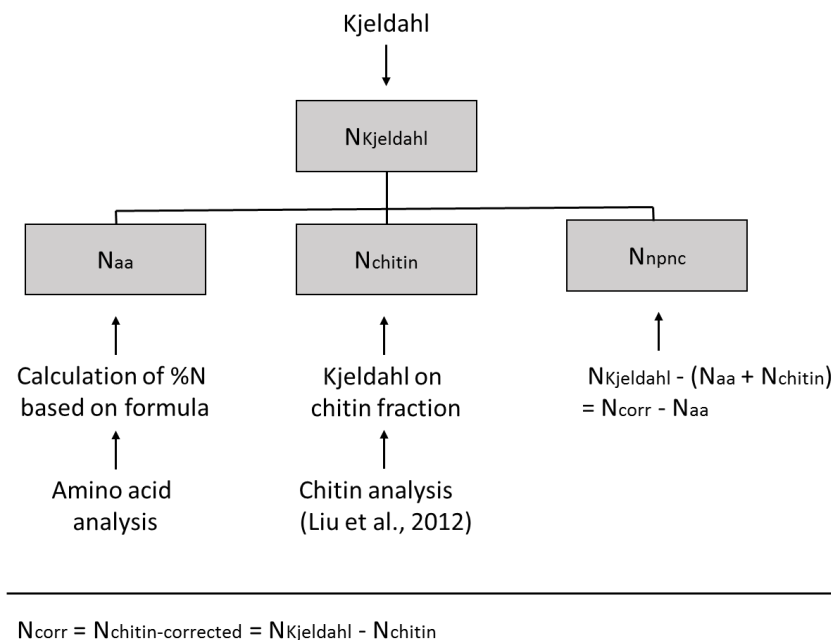 Kjeldahl
NKjeldahl
Naa
Nchitin
Nnpnc
Calculation of %N
based on formula
Kjeldahl on
chitin fraction
NKjeldahl - (Naa + Nchitin)
= Ncorr - Naa
Amino acid
analysis
Chitin analysis
(Liu et al., 2012)
Ncorr = Nchitin-corrected = NKjeldahl - Nchitin